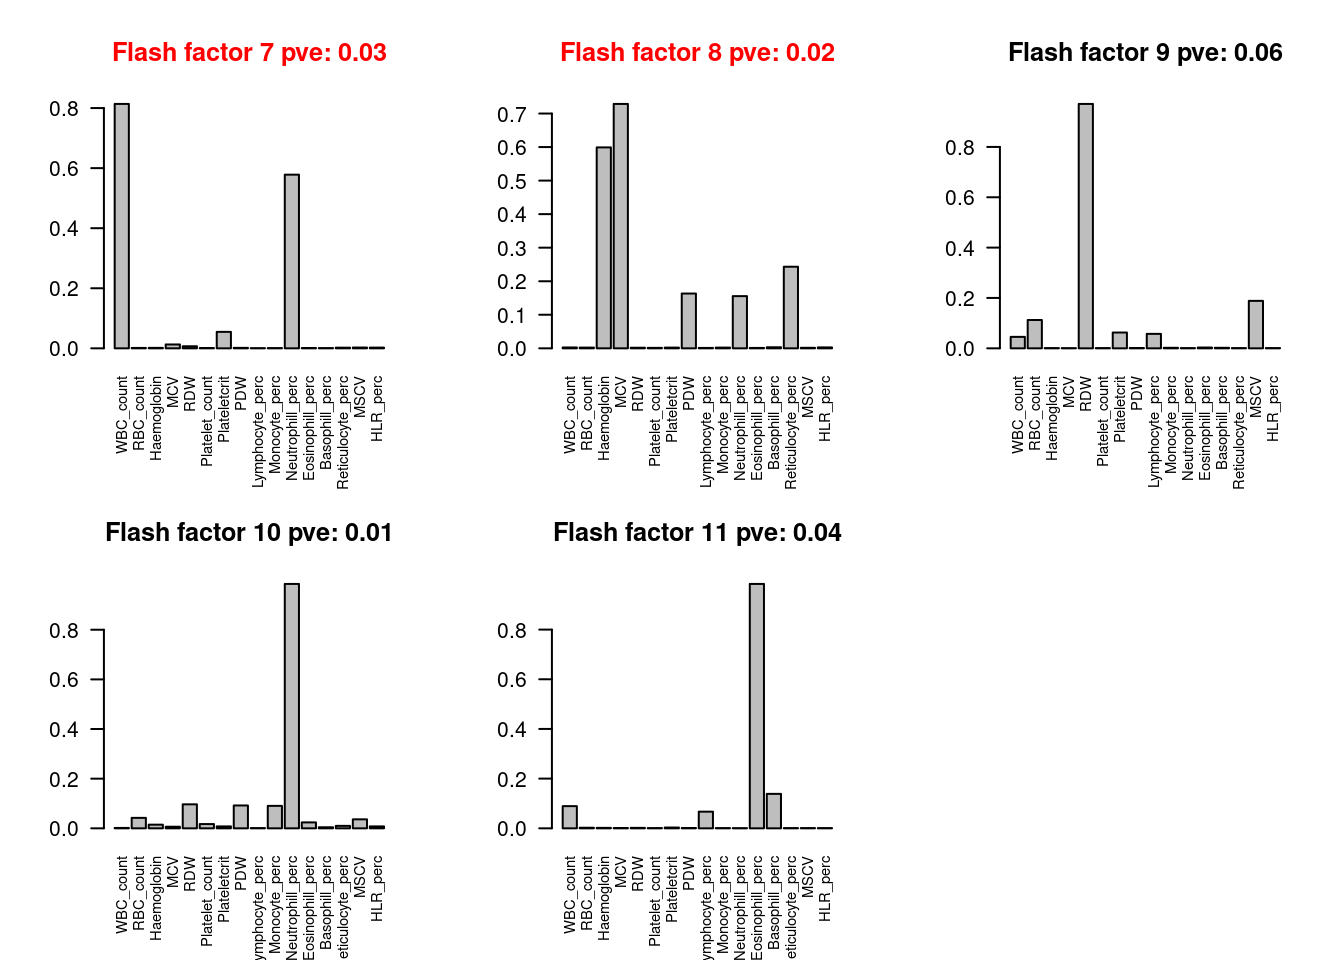 Flash factor 7 pve: 0.03
0.8
0.6
0.4
0.2
0.0
WBC_count
RBC_count
Haemoglobin
MCV
RDW
Platelet_count
Plateletcrit
PDW
Lymphocyte_perc
Monocyte_perc
Neutrophill_perc
Eosinophill_perc
Basophill_perc
Reticulocyte_perc
MSCV
HLR_perc
Flash factor 8 pve: 0.02
0.7
0.6
0.5
0.4
0.3
0.2
0.1
0.0
WBC_count
RBC_count
Haemoglobin
MCV
RDW
Platelet_count
Plateletcrit
PDW
Lymphocyte_perc
Monocyte_perc
Neutrophill_perc
Eosinophill_perc
Basophill_perc
Reticulocyte_perc
MSCV
HLR_perc
Flash factor 9 pve: 0.06
0.8
0.6
0.4
0.2
0.0
WBC_count
RBC_count
Haemoglobin
MCV
RDW
Platelet_count
Plateletcrit
PDW
Lymphocyte_perc
Monocyte_perc
Neutrophill_perc
Eosinophill_perc
Basophill_perc
Reticulocyte_perc
MSCV
HLR_perc
Flash factor 10 pve: 0.01
0.8
0.6
0.4
0.2
0.0
WBC_count
RBC_count
Haemoglobin
MCV
RDW
Platelet_count
Plateletcrit
PDW
ymphocyte_perc
Monocyte_perc
Neutrophill_perc
Eosinophill_perc
Basophill_perc
eticulocyte_perc
MSCV
HLR_perc
Flash factor 11 pve: 0.04
0.8
0.6
0.4
0.2
0.0
WBC_count
RBC_count
Haemoglobin
MCV
RDW
Platelet_count
Plateletcrit
PDW
ymphocyte_perc
Monocyte_perc
Neutrophill_perc
Eosinophill_perc
Basophill_perc
eticulocyte_perc
MSCV
HLR_perc